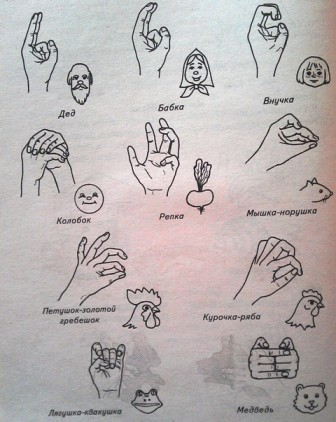 Дед
Бабка
Внучка
Колобок
Репка
Мышка-норушка
Петушок-золотой
гребешок
Курочка-ряба
Лягушка-квакушка
Медведь